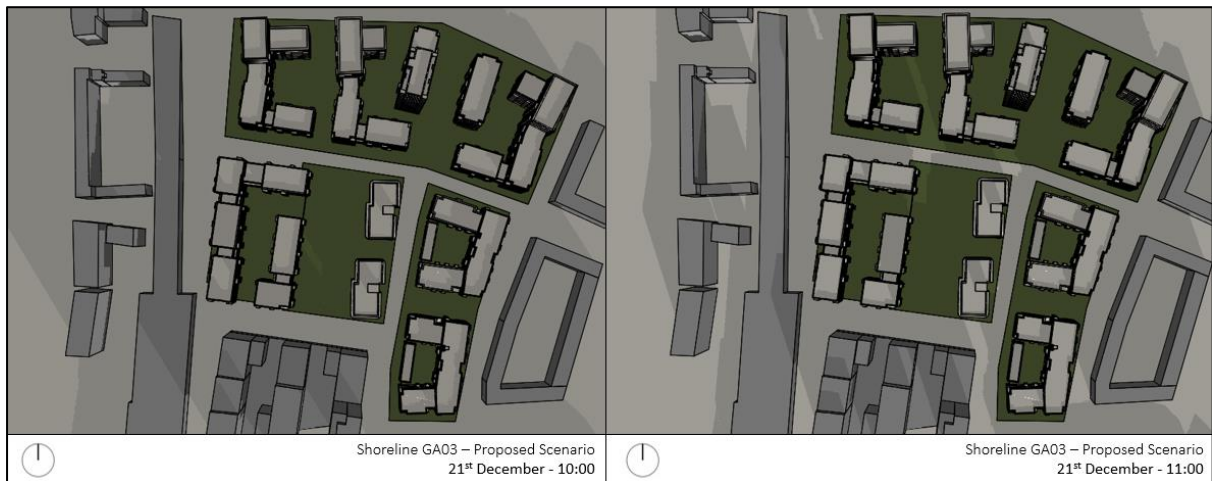 Shoreline GA03 – Proposed Scenario
21st December - 10:00
Shoreline GA03 – Proposed Scenario
21st December - 11:00